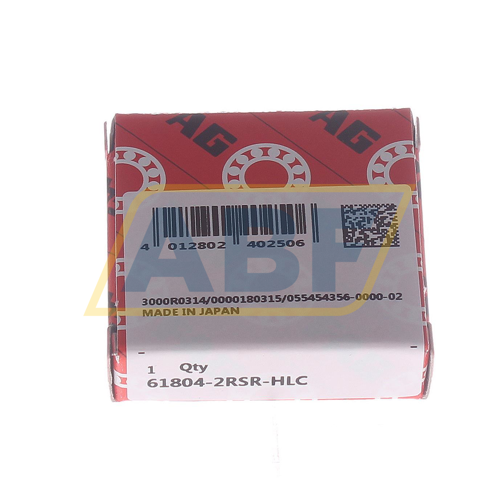 AG
AG
ABF
4 012802 402506
3000R0314/0000180315/055454356-0000-02
MADE IN JAPAN
1 Qty
61804-2RSR-HLC